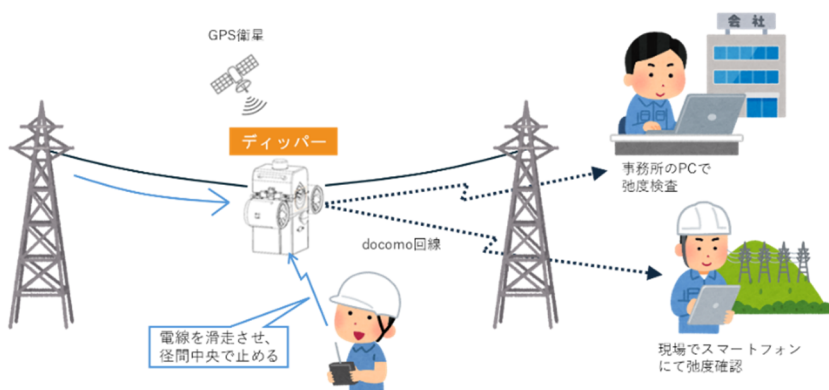 会 社
GPS衛星
ディッパー
事務所のPCで
弛度検査
docomo回線
電線を滑走させ、
径間中央で止める
現場でスマートフォン
にて弛度確認